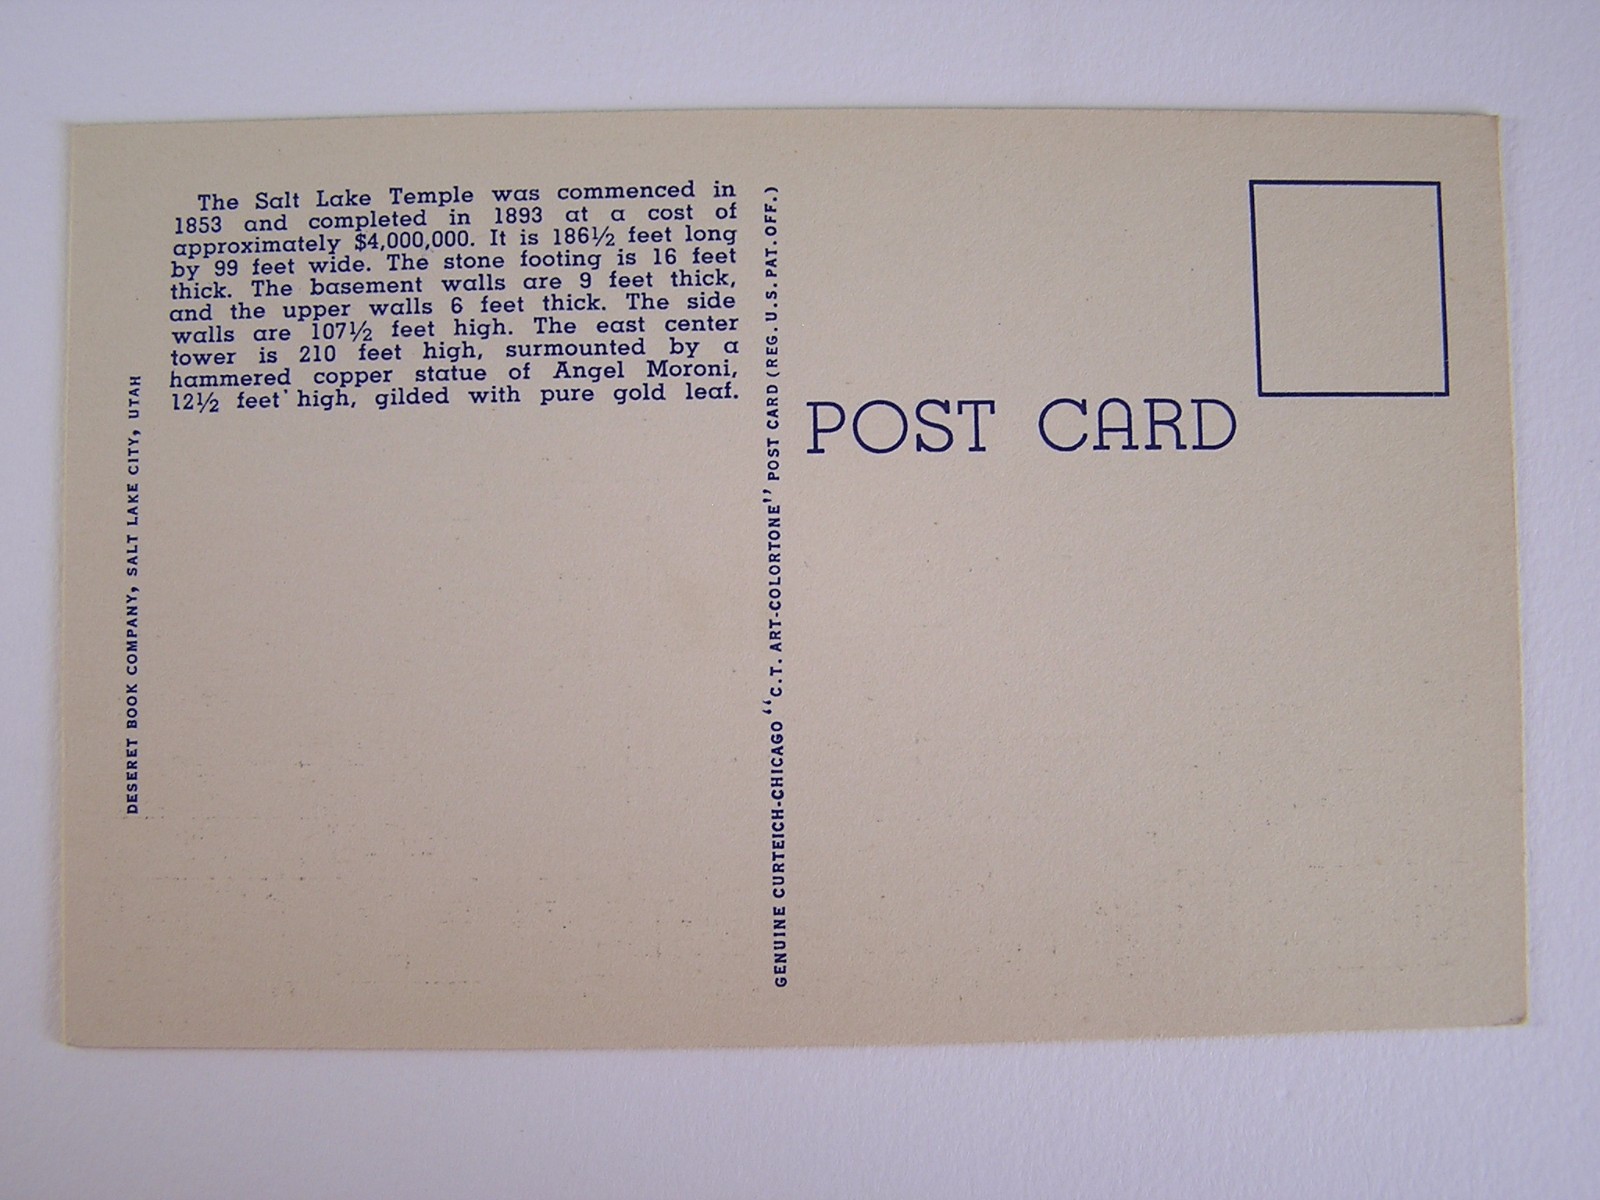 The Salt Lake Temple was commenced in
1853 and completed in 1893 at a cost of
approximately $4,000,000. It is 186½ feet long
by 99 feet wide. The stone footing is 16 feet
thick. The basement walls are 9 feet thick,
and the upper walls 6 feet thick. The side
walls are 107½ feet high. The east center
tower is 210 feet high, surmounted by a
hammered copper statue of Angel Moroni,
12½ feet high, gilded with pure gold leaf.
DESERET BOOK COMPANY, SALT LAKE CITY, UTAH
GENUINE CURTEICH-CHICAGO "C.T. ART-COLORTONE" POST CARD (REG. U.S. PAT. OFF.)
POST CARD